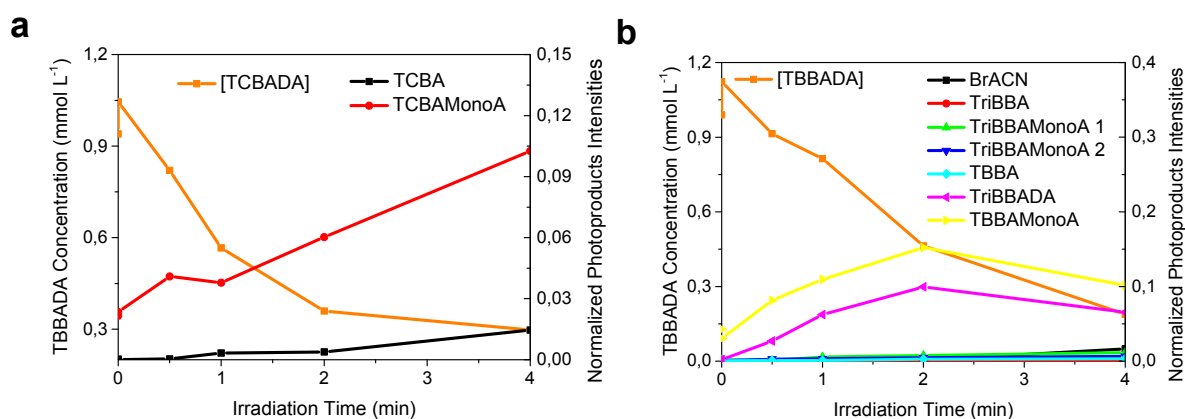 a
TBBADA Concentration (mmol L-1)
1,2
0,9
0,6
0,3
[TCBADA]
TCBA
TCBAMonoA
0,15
0,12
0,09
0,06
0,03
0,00
Normalized Photoproducts Intensities
0
1
2
3
4
Irradiation Time (min)
b
TBBADA Concentration (mmol L-1)
1,2
0,9
0,6
0,3
0,0
[TBBADA]
BrACN
TriBBA
TriBBAMonoA 1
TriBBAMonoA 2
TBBA
TriBBADA
TBBAMonoA
0,4
0,3
0,2
0,1
0,0
Normalized Photoproducts Intensities
0
1
2
3
4
Irradiation Time (min)